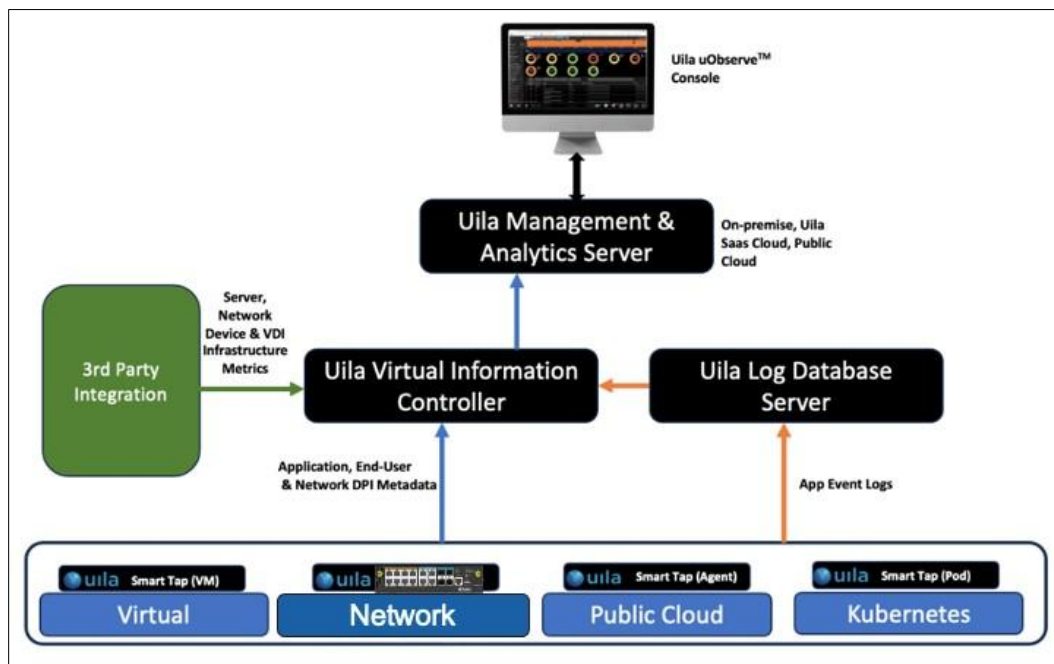 Uila uObserve™
Console
Uila Management &
Analytics Server
On-premise, Uila
Saas Cloud, Public
Cloud
Server,
Network
Device & VDI
Infrastructure
Metrics
3rd Party
Integration
Uila Virtual Information
Controller
Uila Log Database
Server
Application, End-User
& Network DPI Metadata
App Event Logs
uila Smart Tap (VM)
uila
uila Smart Tap (Agent)
uila Smart Tap (Pod)
Virtual
Network
Public Cloud
Kubernetes